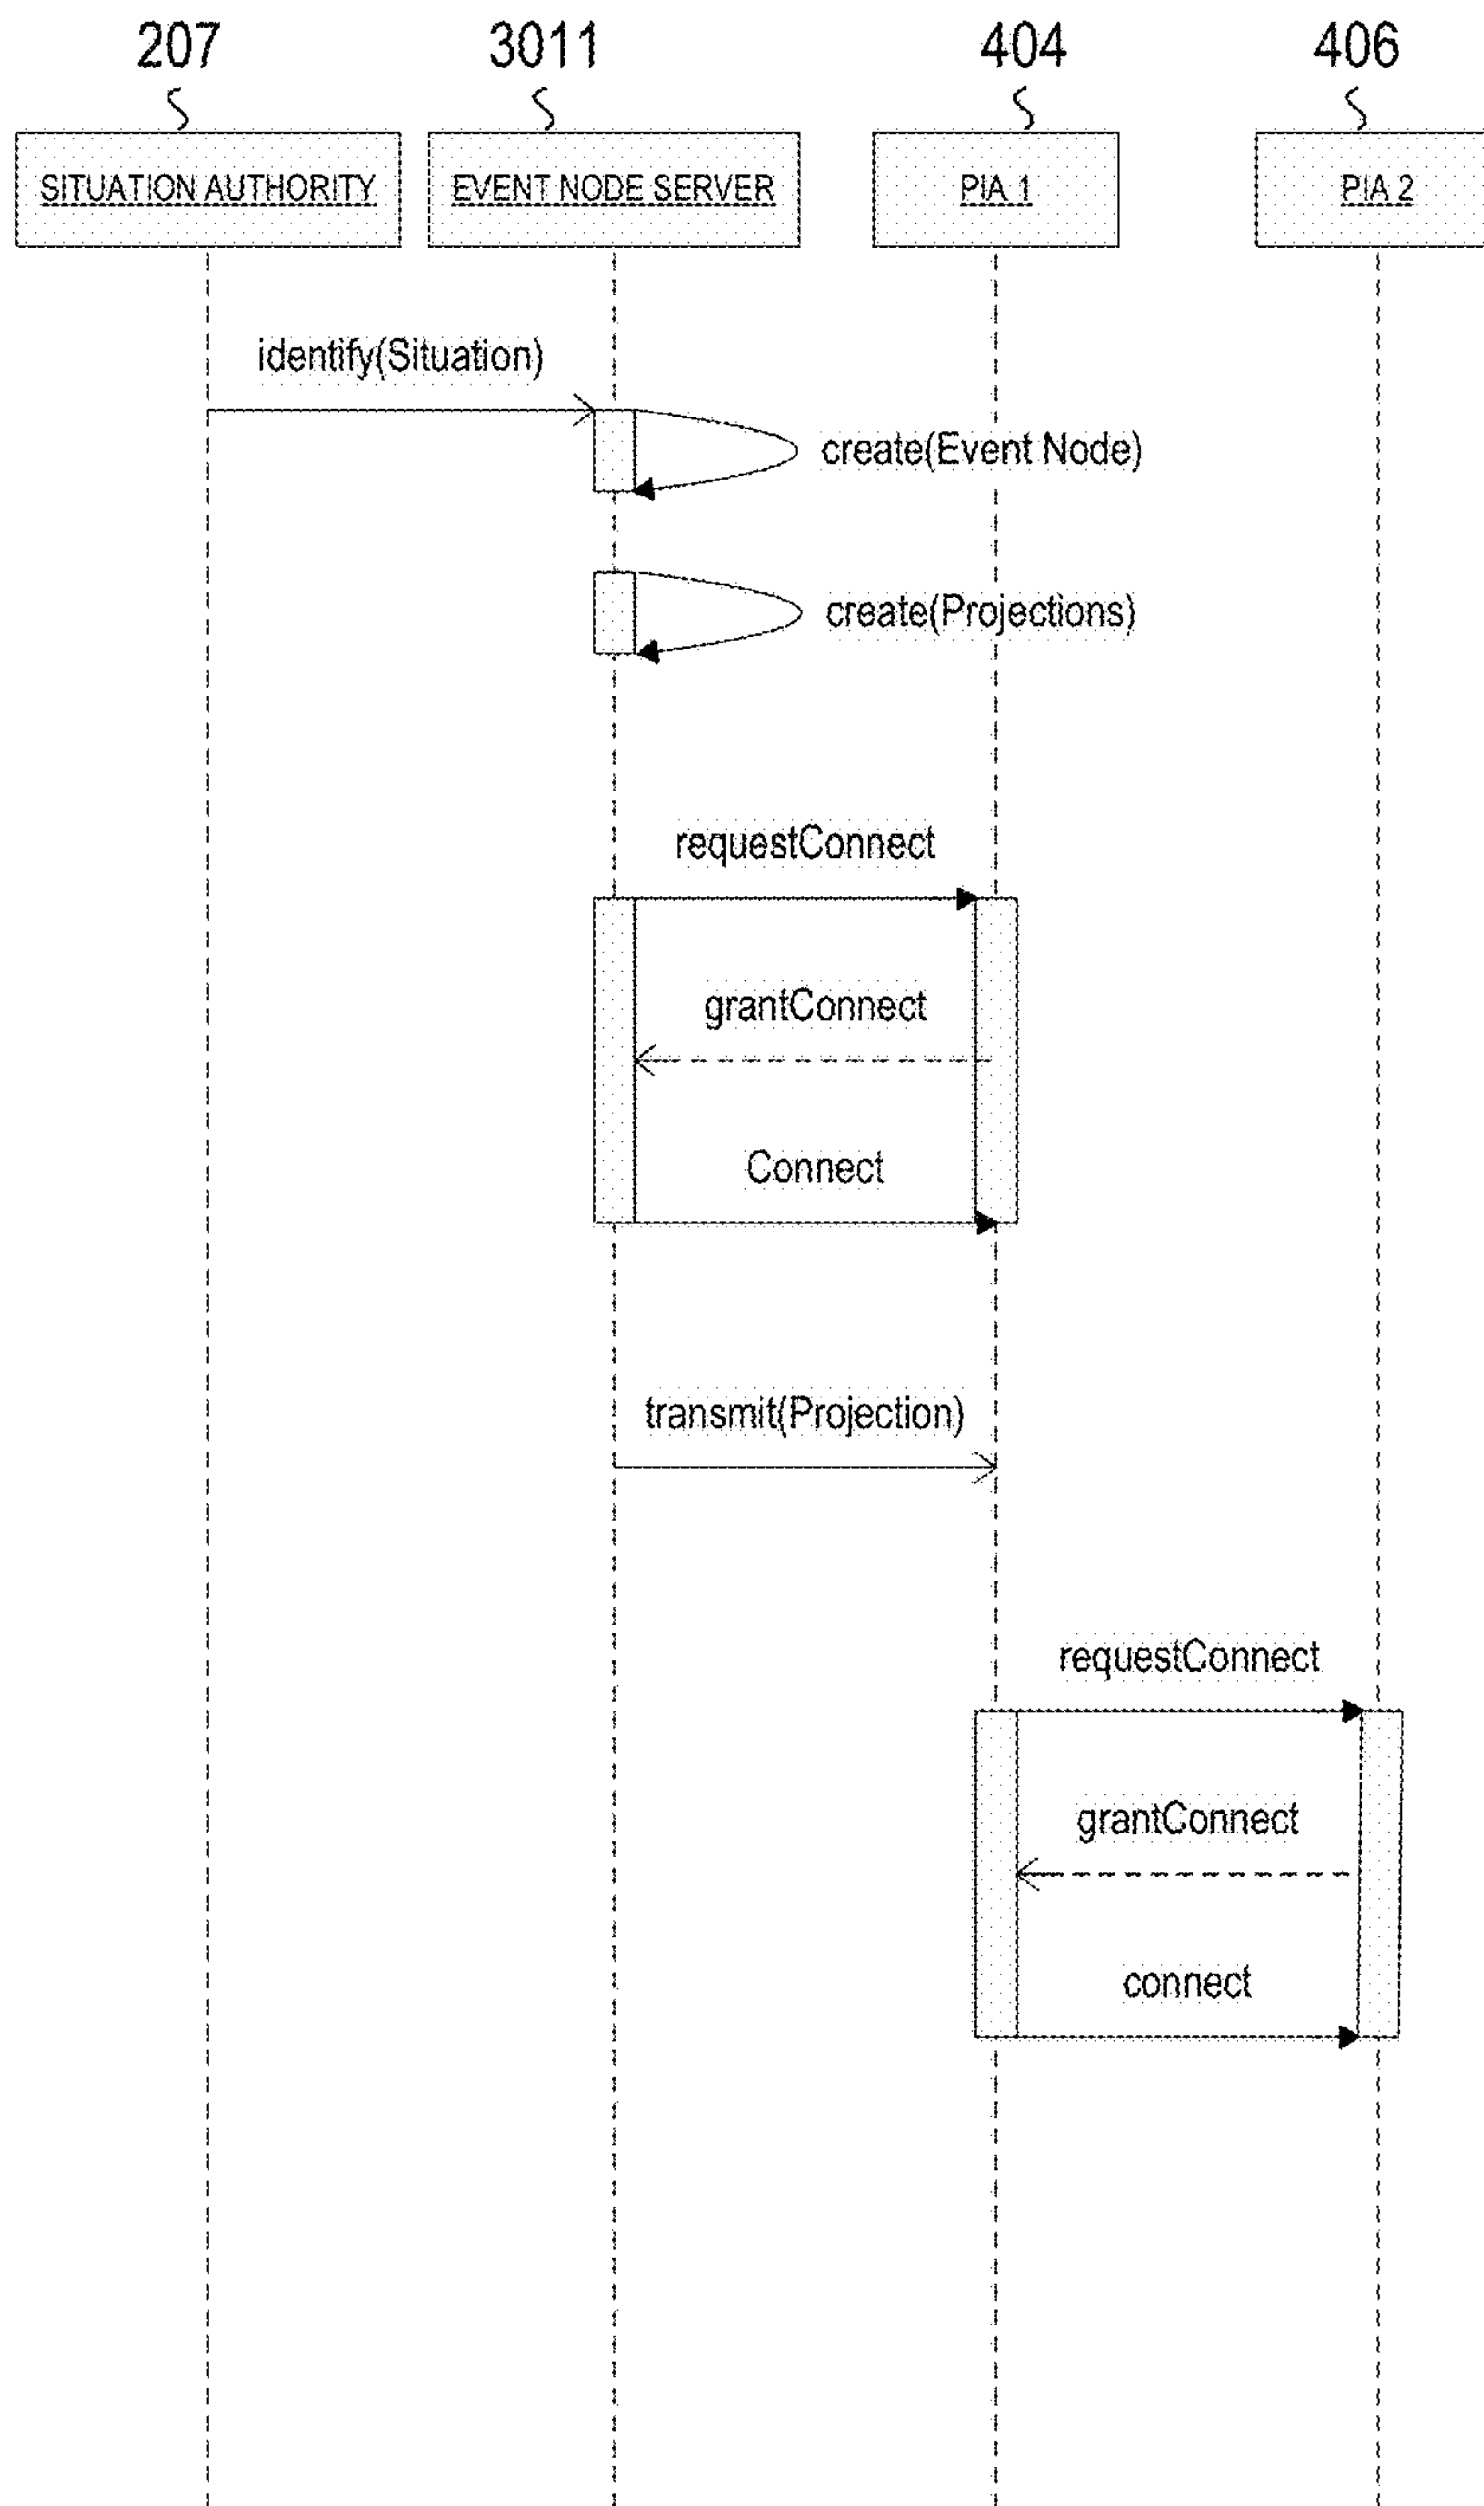 207 3011 404 406
SITUATION AUTHORITY EVENT NODE SERVER PIA 1 PIA 2
identify(Situation)
create(Event Node)
create(Projections)
requestConnect
grantConnect
Connect
transmit(Projection)
requestConnect
grantConnect
connect